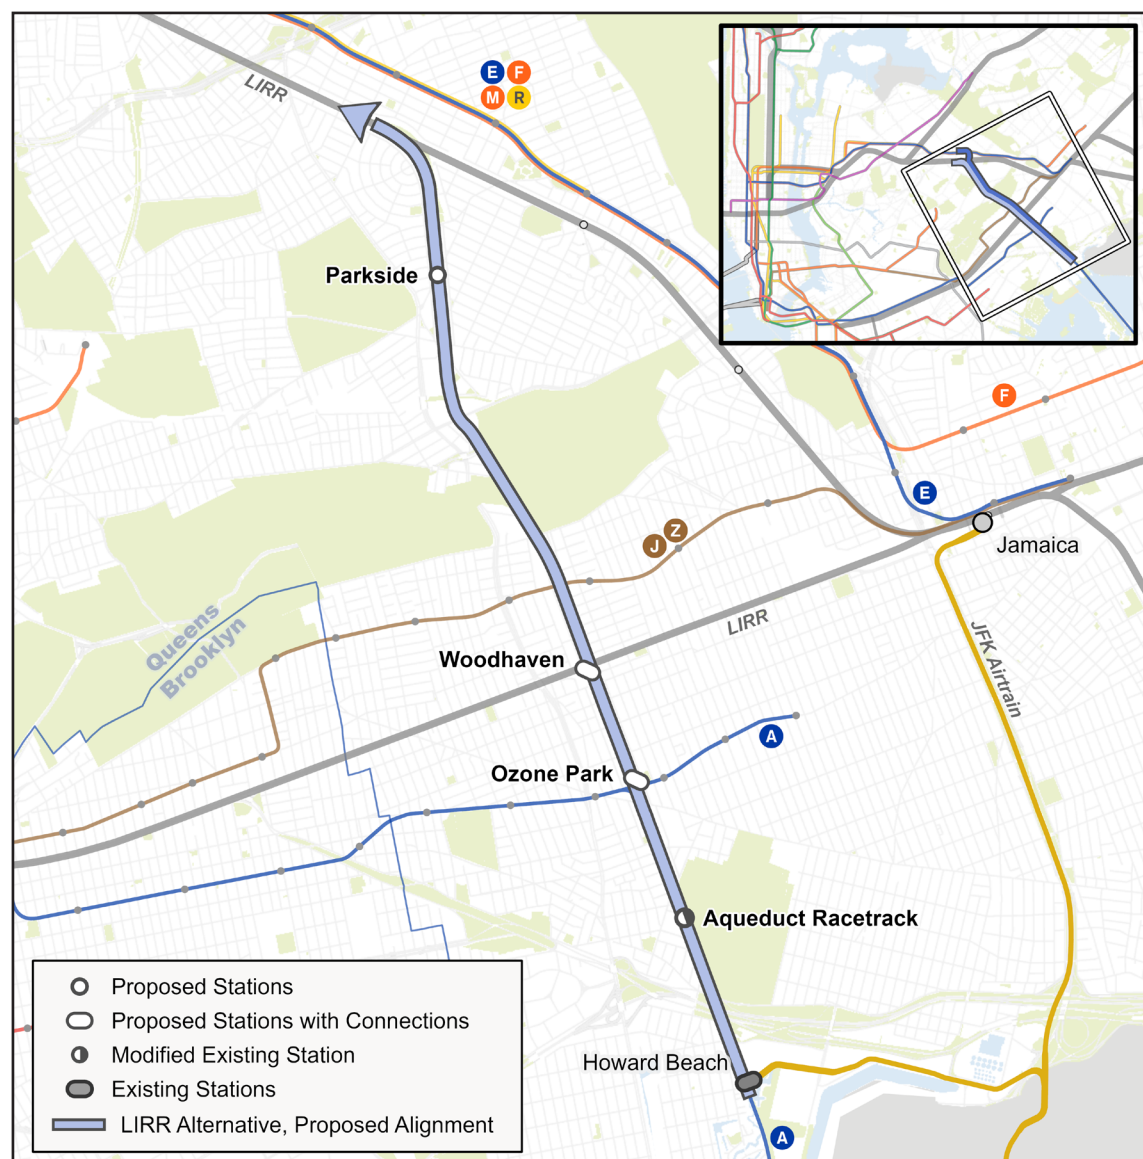 LIRR
E F
M R
Parkside
F
E
J Z
Jamaica
Queens
Brooklyn
LIRR
JFK Airtrain
Woodhaven
A
Ozone Park
Aqueduct Racetrack
Howard Beach
A
Proposed Stations
Proposed Stations with Connections
Modified Existing Station
Existing Stations
LIRR Alternative, Proposed Alignment